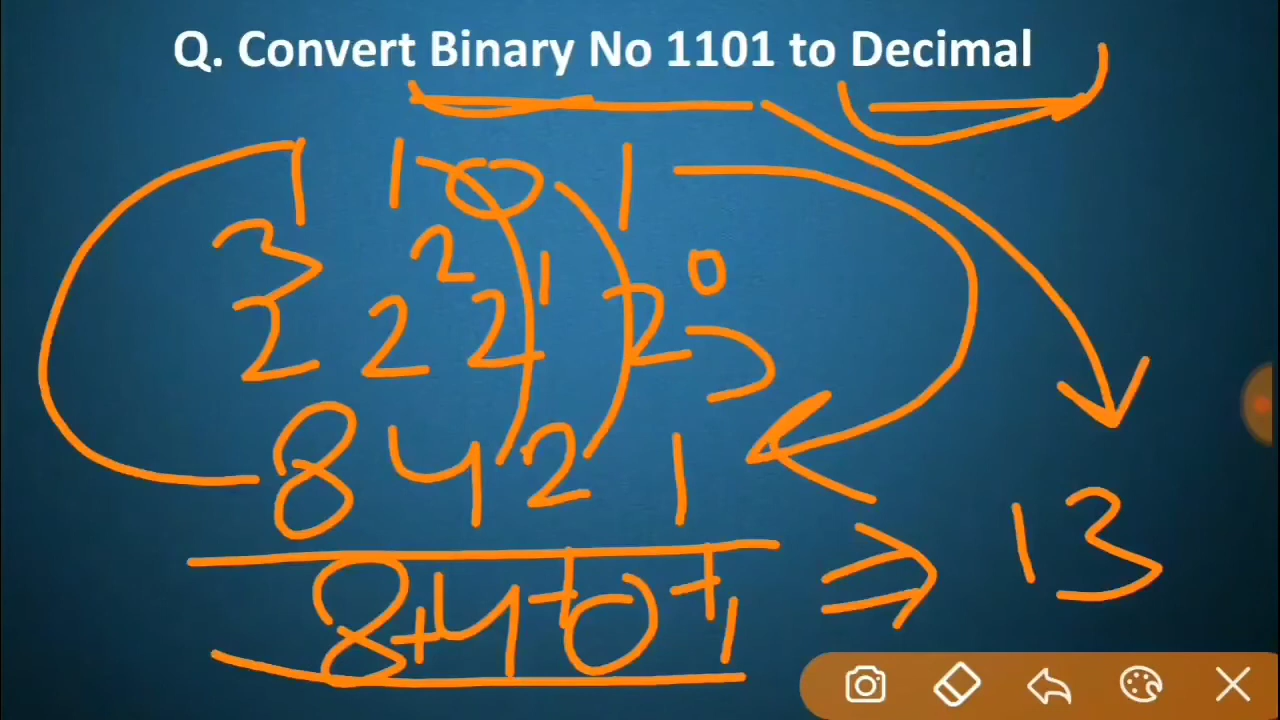 Q. Convert Binary No 1101 to Decimal
1 1 0 1
2³ 2² 2¹ 2⁰
8 4 2 1
8+4+0+1 ⇒ 13